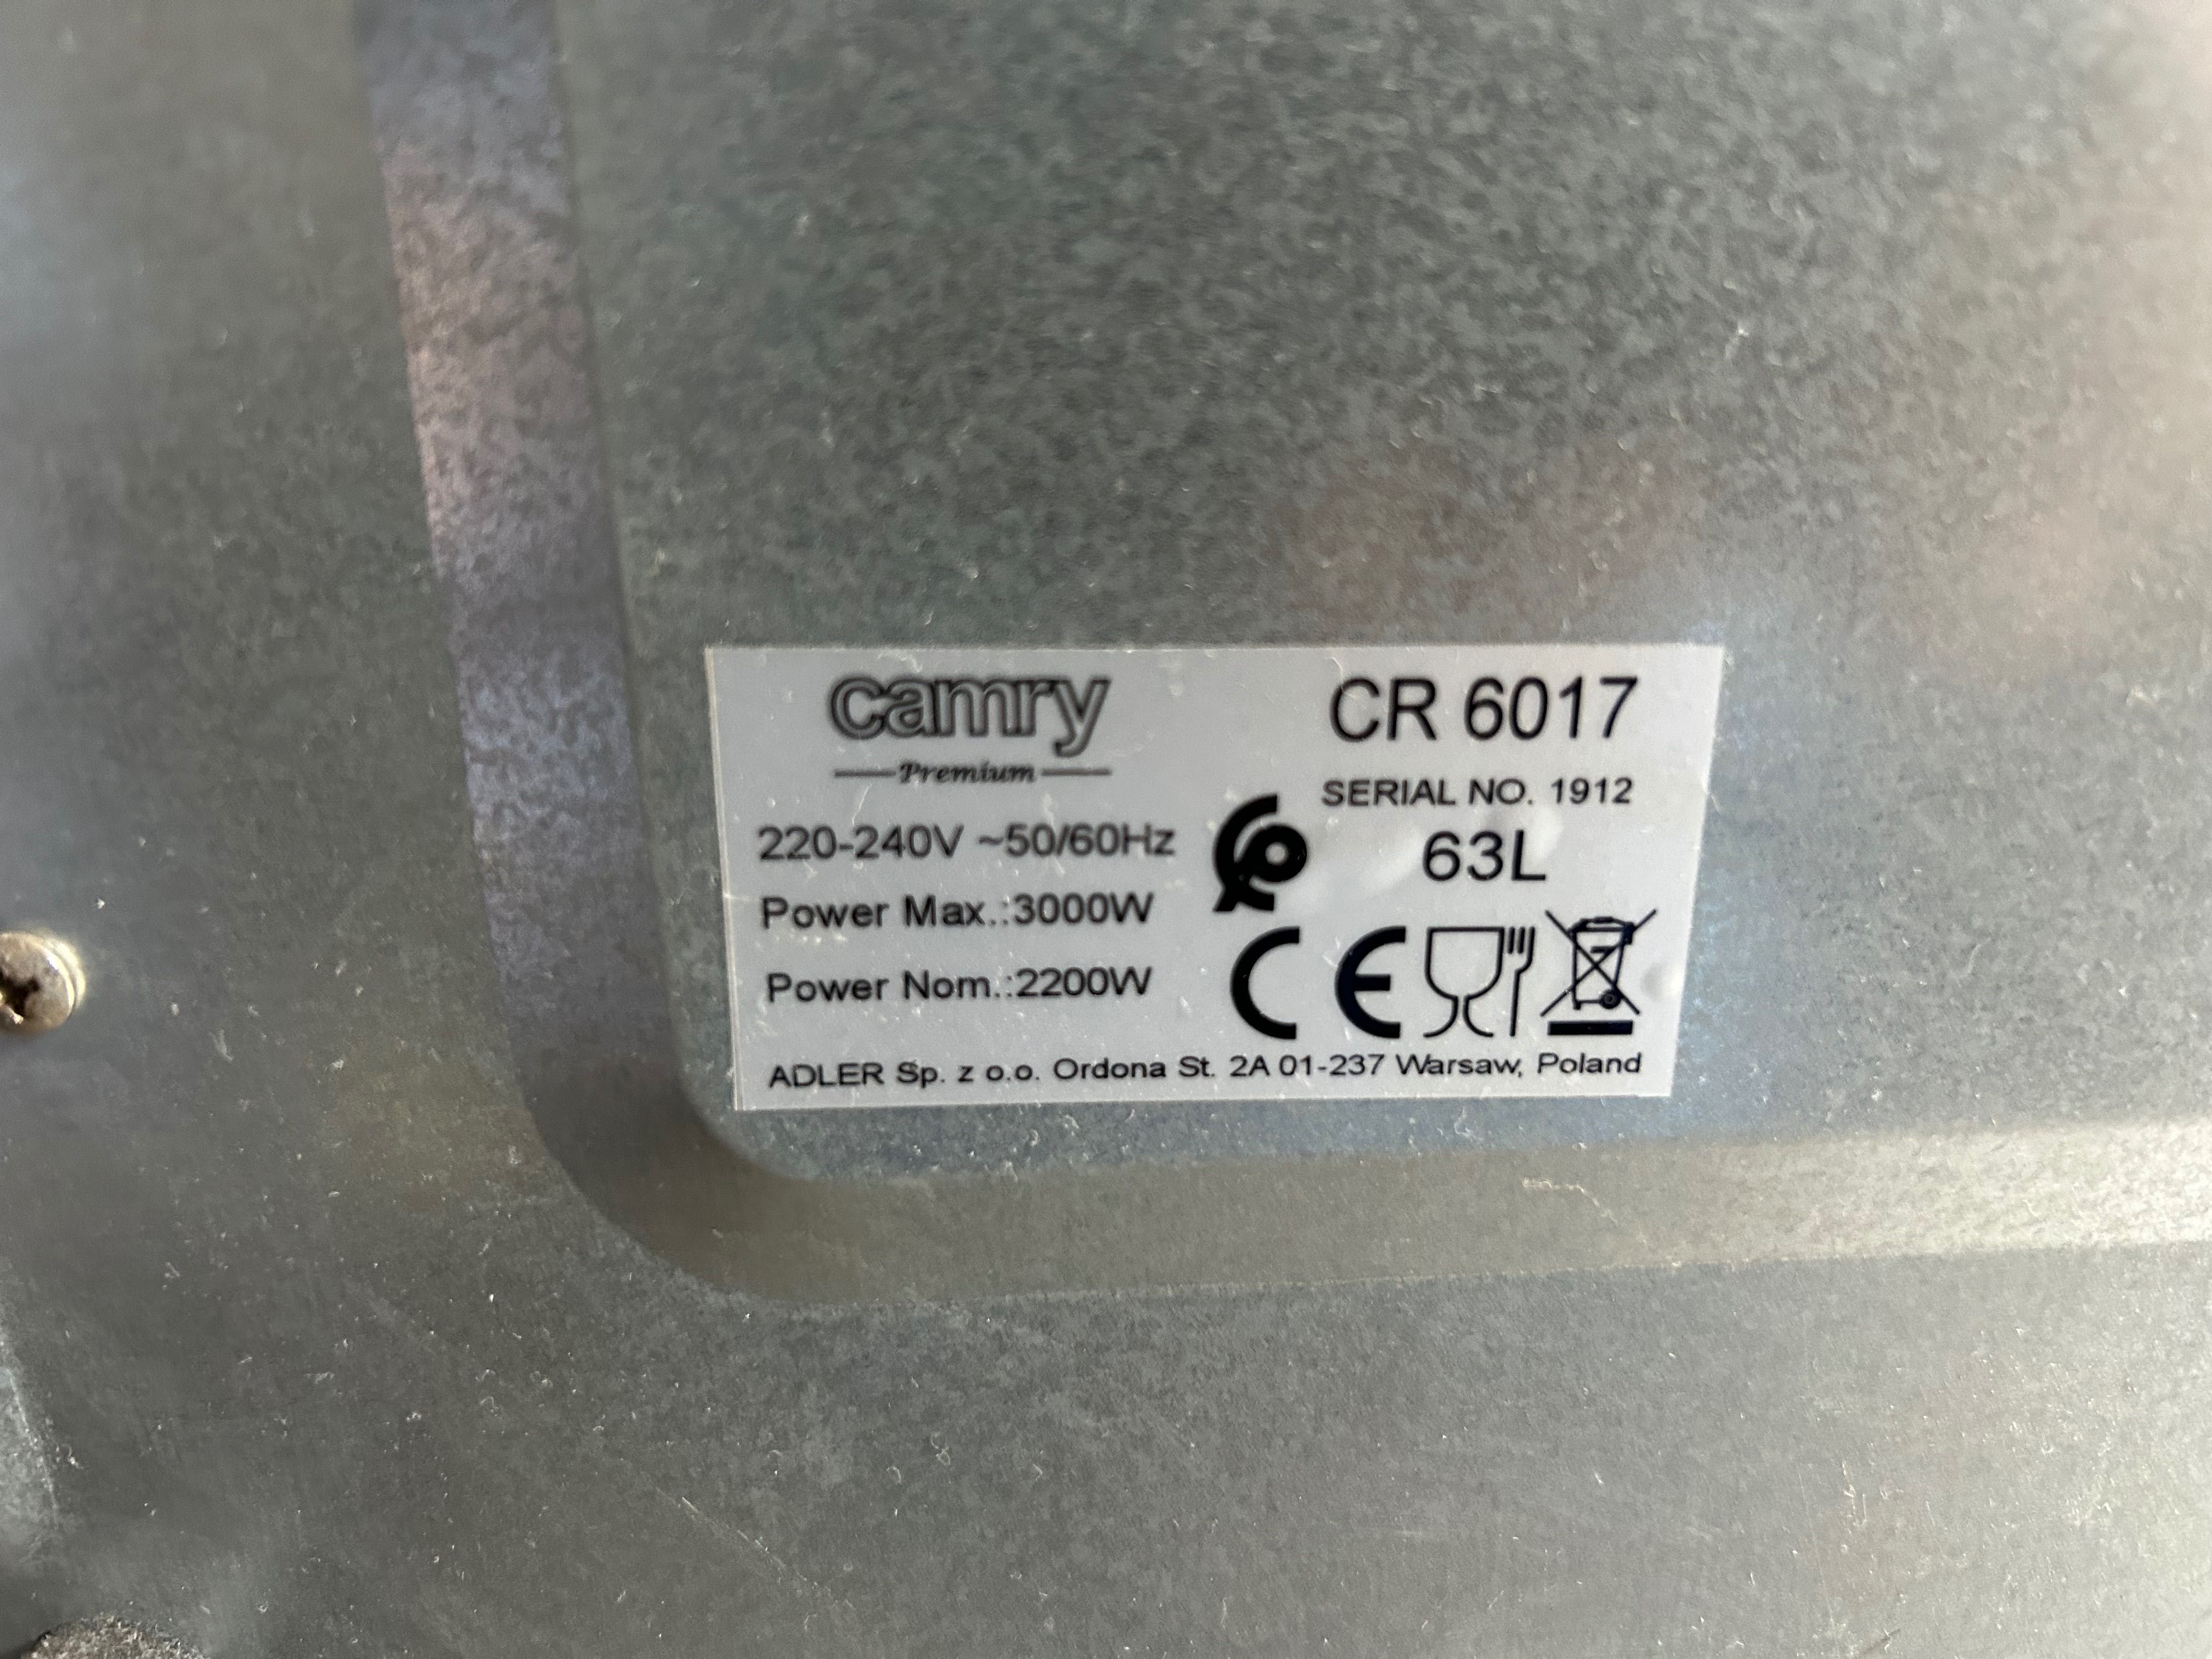 camry
Premium
CR 6017
SERIAL NO. 1912
63L
220-240V ~50/60Hz
Power Max.:3000W
Power Nom.:2200W
CE
ADLER Sp. z o.o. Ordona St. 2A 01-237 Warsaw, Poland